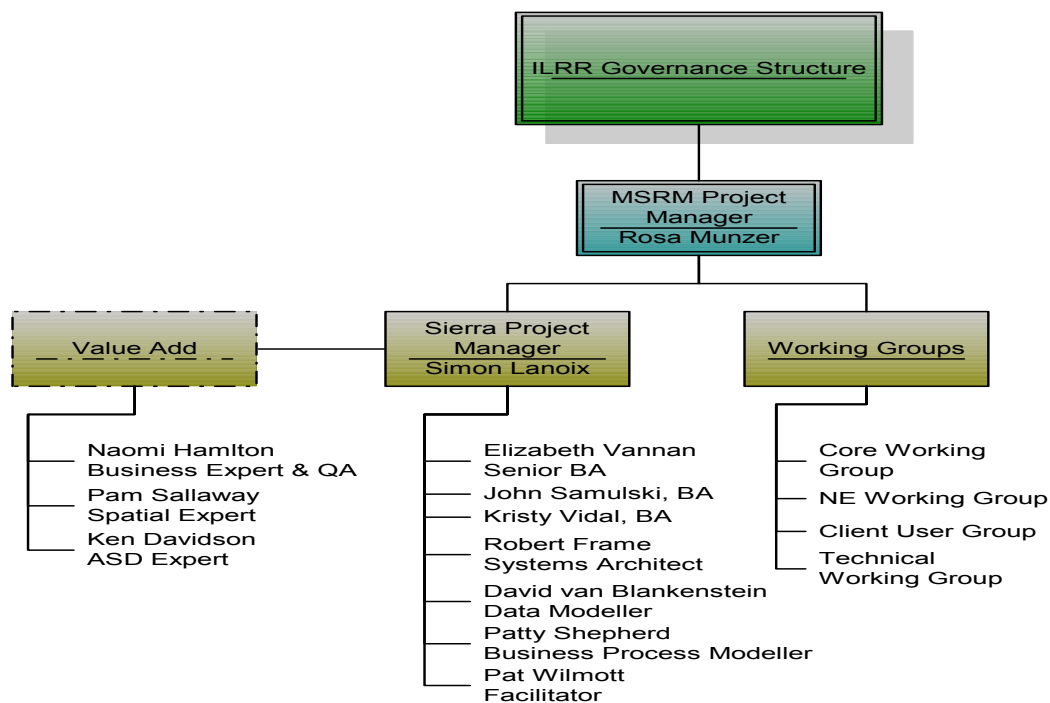 ILRR Governance Structure
MSRM Project
Manager
Rosa Munzer
Value Add
Sierra Project
Manager
Simon Lanoix
Working Groups
Naomi Hamlton
Business Expert & QA
Pam Sallaway
Spatial Expert
Ken Davidson
ASD Expert
Elizabeth Vannan
Senior BA
John Samulski, BA
Kristy Vidal, BA
Robert Frame
Systems Architect
David van Blankenstein
Data Modeller
Patty Shepherd
Business Process Modeller
Pat Wilmott
Facilitator
Core Working
Group
NE Working Group
Client User Group
Technical
Working Group